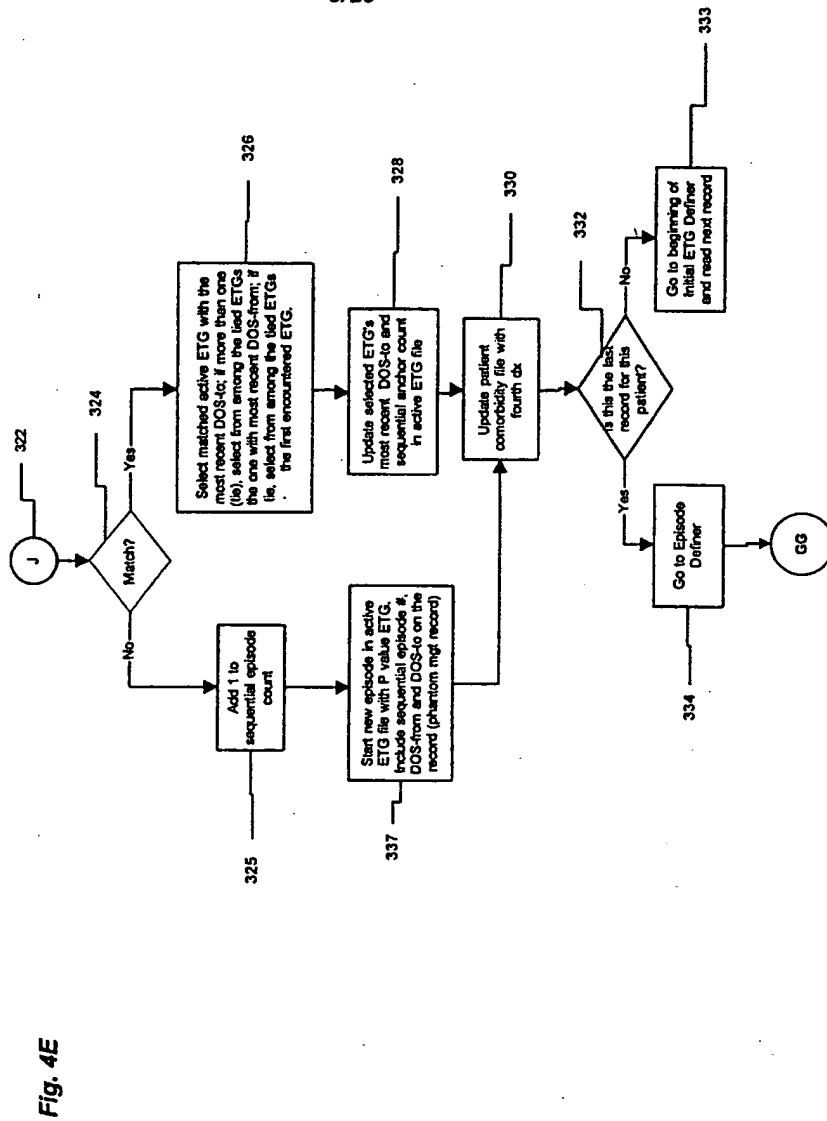 Fig. 4E
322
J
324
Match?
No
Yes
326
Select matched active ETG with the
most recent DOS-to; if more than one
(tie), select from among the tied ETGs
the one with most recent DOS-from; if
tie, select from among the tied ETGs
the first encountered ETG.
325
Add 1 to
sequential episode
count
328
Update selected ETG's
most recent DOS-to and
sequential anchor count
in active ETG file
337
Start new episode in active
ETG file with P value ETG.
Include sequential episode #,
DOS-from and DOS-to on the
record (phantom mgt record)
330
Update patient
comorbidity file with
fourth dx
332
Is this the last
record for this
patient?
Yes
No
334
Go to Episode
Definer
333
Go to beginning of
Initial ETG Definer
and read next record
GG